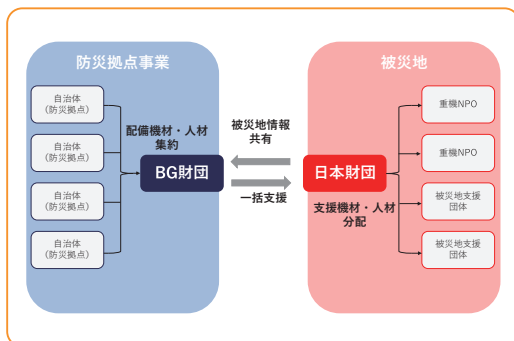 防災拠点事業
自治体
(防災拠点)
自治体
(防災拠点)
自治体
(防災拠点)
自治体
(防災拠点)
配備機材・人材
集約
BG財団
被災地情報
共有
一括支援
被災地
日本財団
支援機材・人材
分配
重機NPO
重機NPO
被災地支援
団体
被災地支援
団体